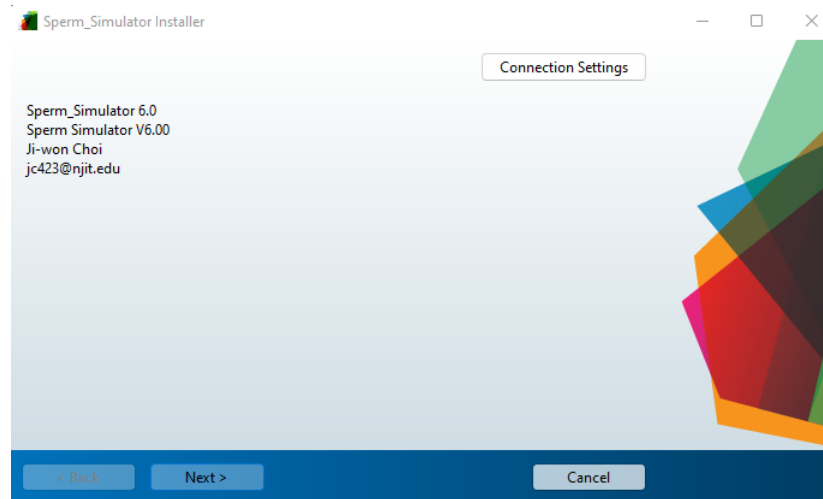 Sperm_Simulator Installer
Connection Settings
Sperm_Simulator 6.0
Sperm Simulator V6.00
Ji-won Choi
jc423@njit.edu
< Back
Next >
Cancel